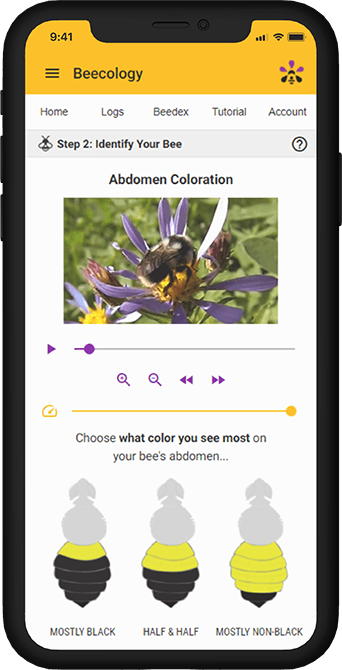 9:41
Beecology
Home Logs Beedex Tutorial Account
Step 2: Identify Your Bee
Abdomen Coloration
Choose what color you see most on
your bee's abdomen...
MOSTLY BLACK HALF & HALF MOSTLY NON-BLACK